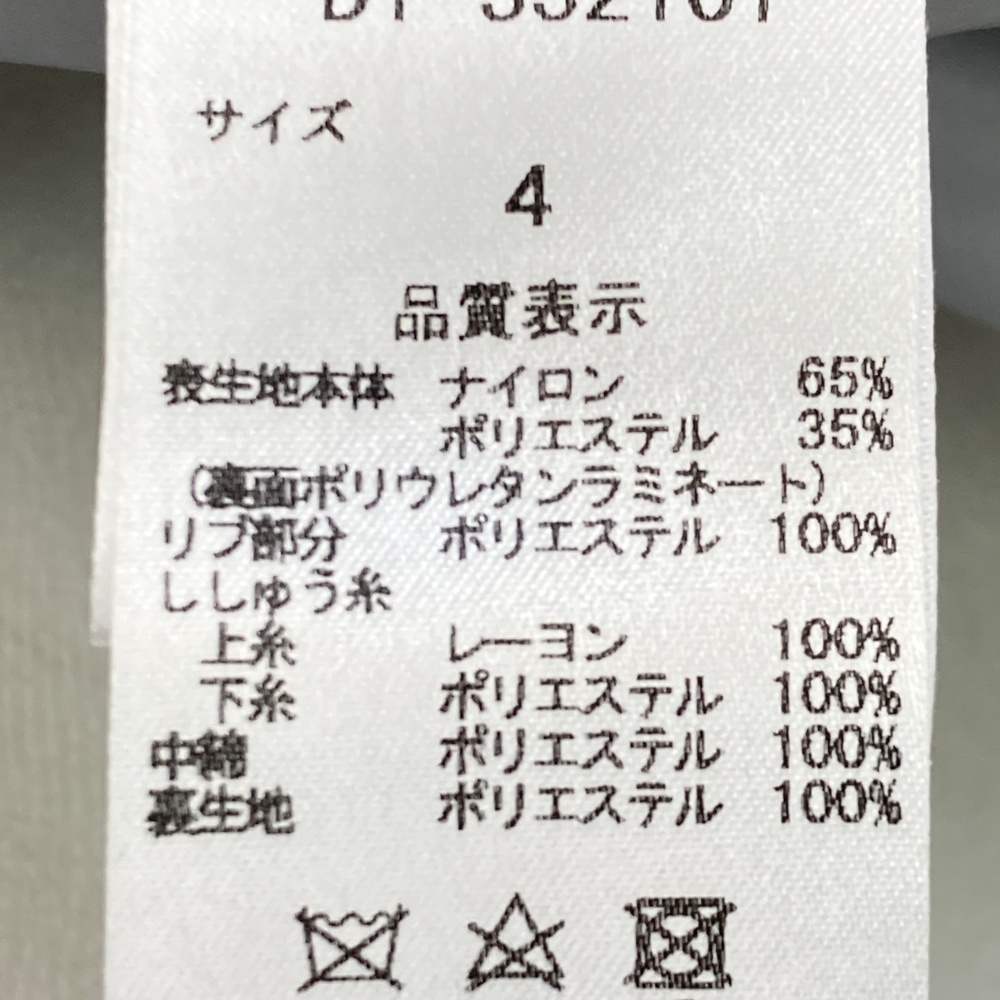 サイズ
4
品質表示
表生地本体 ナイロン 65%
ポリエステル 35%
(裏面ポリウレタンラミネート)
リブ部分 ポリエステル 100%
ししゅう糸
上糸 レーヨン 100%
下糸 ポリエステル 100%
中綿 ポリエステル 100%
裏生地 ポリエステル 100%